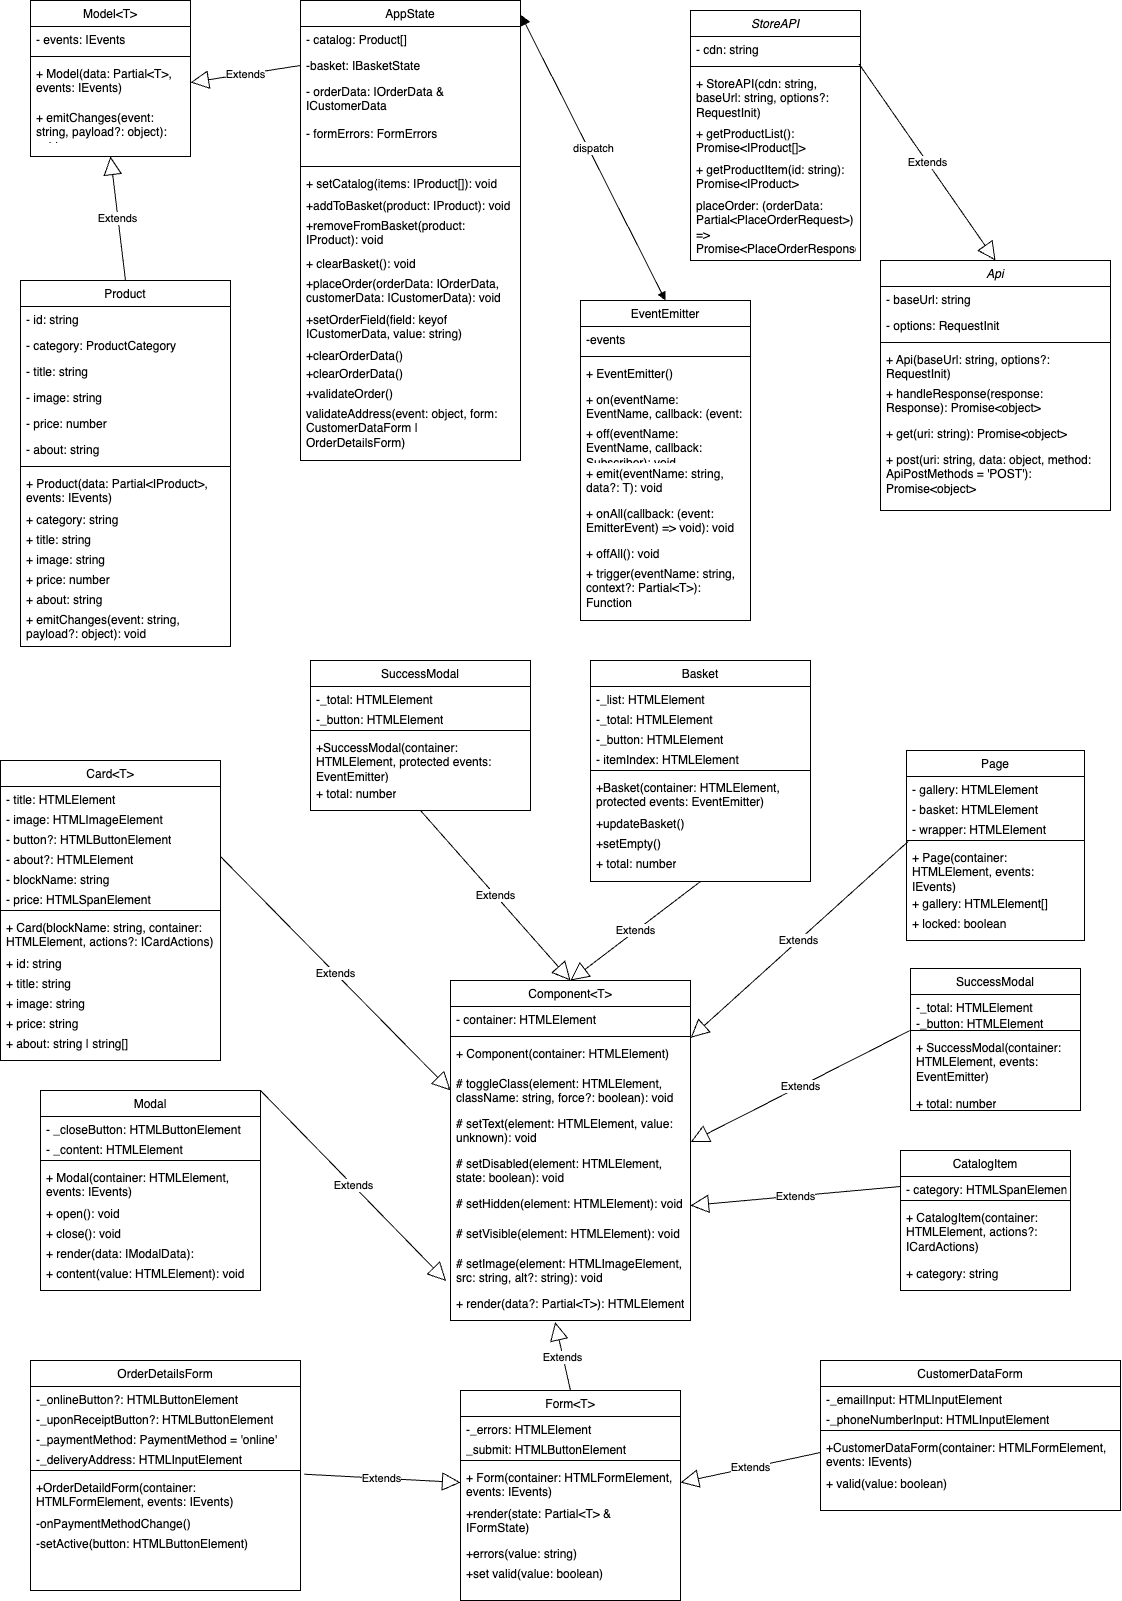 Model<T>
- events: IEvents
+ Model(data: Partial<T>,
events: IEvents)
+ emitChanges(event:
string, payload?: object):
Extends
AppState
- catalog: Product[]
-basket: IBasketState
- orderData: IOrderData &
ICustomerData
- formErrors: FormErrors
+ setCatalog(items: IProduct[]): void
+addToBasket(product: IProduct): void
+removeFromBasket(product:
IProduct): void
+ clearBasket(): void
+placeOrder(orderData: IOrderData,
customerData: ICustomerData): void
+setOrderField(field: keyof
ICustomerData, value: string)
+clearOrderData()
+clearOrderData()
+validateOrder()
validateAddress(event: object, form:
CustomerDataForm |
OrderDetailsForm)
dispatch
StoreAPI
- cdn: string
+ StoreAPI(cdn: string,
baseUrl: string, options?:
RequestInit)
+ getProductList():
Promise<IProduct[]>
+ getProductItem(id: string):
Promise<IProduct>
placeOrder: (orderData:
Partial<PlaceOrderRequest>)
=>
Promise<PlaceOrderResponse
Extends
Api
- baseUrl: string
- options: RequestInit
+ Api(baseUrl: string, options?:
RequestInit)
+ handleResponse(response:
Response): Promise<object>
+ get(uri: string): Promise<object>
+ post(uri: string, data: object, method:
ApiPostMethods = 'POST'):
Promise<object>
Extends
Product
- id: string
- category: ProductCategory
- title: string
- image: string
- price: number
- about: string
+ Product(data: Partial<IProduct>,
events: IEvents)
+ category: string
+ title: string
+ image: string
+ price: number
+ about: string
+ emitChanges(event: string,
payload?: object): void
EventEmitter
-events
+ EventEmitter()
+ on(eventName:
EventName, callback: (event:
+ off(eventName:
EventName, callback:
Subscriber): void
+ emit(eventName: string,
data?: T): void
+ onAll(callback: (event:
EmitterEvent) => void): void
+ offAll(): void
+ trigger(eventName: string,
context?: Partial<T>):
Function
SuccessModal
-_total: HTMLElement
-_button: HTMLElement
+SuccessModal(container:
HTMLElement, protected events:
EventEmitter)
+ total: number
Extends
Basket
-_list: HTMLElement
-_total: HTMLElement
-_button: HTMLElement
- itemIndex: HTMLElement
+Basket(container: HTMLElement,
protected events: EventEmitter)
+updateBasket()
+setEmpty()
+ total: number
Extends
Page
- gallery: HTMLElement
- basket: HTMLElement
- wrapper: HTMLElement
+ Page(container:
HTMLElement, events:
IEvents)
+ gallery: HTMLElement[]
+ locked: boolean
Extends
Card<T>
- title: HTMLElement
- image: HTMLImageElement
- button?: HTMLButtonElement
- about?: HTMLElement
- blockName: string
- price: HTMLSpanElement
+ Card(blockName: string, container:
HTMLElement, actions?: ICardActions)
+ id: string
+ title: string
+ image: string
+ price: string
+ about: string | string[]
Extends
Component<T>
- container: HTMLElement
+ Component(container: HTMLElement)
# toggleClass(element: HTMLElement,
className: string, force?: boolean): void
# setText(element: HTMLElement, value:
unknown): void
# setDisabled(element: HTMLElement,
state: boolean): void
# setHidden(element: HTMLElement): void
# setVisible(element: HTMLElement): void
# setImage(element: HTMLImageElement,
src: string, alt?: string): void
+ render(data?: Partial<T>): HTMLElement
SuccessModal
-_total: HTMLElement
-_button: HTMLElement
+ SuccessModal(container:
HTMLElement, events:
EventEmitter)
+ total: number
Extends
Modal
- _closeButton: HTMLButtonElement
- _content: HTMLElement
+ Modal(container: HTMLElement,
events: IEvents)
+ open(): void
+ close(): void
+ render(data: IModalData):
+ content(value: HTMLElement): void
Extends
CatalogItem
- category: HTMLSpanElemen
+ CatalogItem(container:
HTMLElement, actions?:
ICardActions)
+ category: string
Extends
Extends
OrderDetailsForm
-_onlineButton?: HTMLButtonElement
-_uponReceiptButton?: HTMLButtonElement
-_paymentMethod: PaymentMethod = 'online'
-_deliveryAddress: HTMLInputElement
+OrderDetaildForm(container:
HTMLFormElement, events: IEvents)
-onPaymentMethodChange()
-setActive(button: HTMLButtonElement)
Extends
Form<T>
-_errors: HTMLElement
_submit: HTMLButtonElement
+ Form(container: HTMLFormElement,
events: IEvents)
+render(state: Partial<T> &
IFormState)
+errors(value: string)
+set valid(value: boolean)
Extends
CustomerDataForm
-_emailInput: HTMLInputElement
-_phoneNumberInput: HTMLInputElement
+CustomerDataForm(container: HTMLFormElement,
events: IEvents)
+ valid(value: boolean)